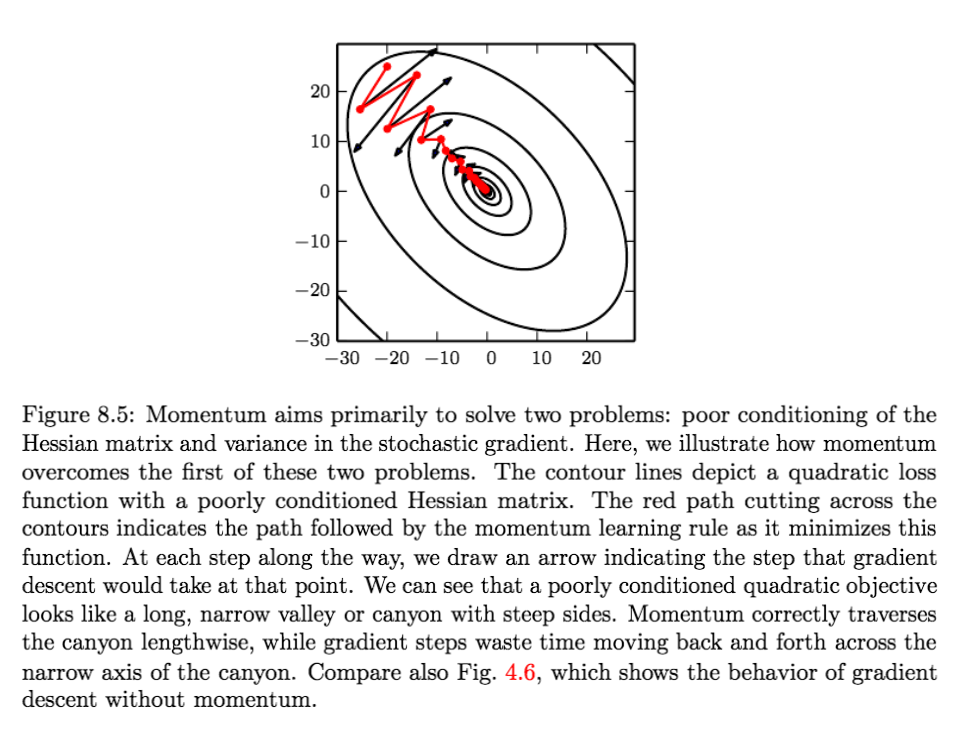 20
10
0
−10
−20
−30
−30 −20 −10 0 10 20
Figure 8.5: Momentum aims primarily to solve two problems: poor conditioning of the
Hessian matrix and variance in the stochastic gradient. Here, we illustrate how momentum
overcomes the first of these two problems. The contour lines depict a quadratic loss
function with a poorly conditioned Hessian matrix. The red path cutting across the
contours indicates the path followed by the momentum learning rule as it minimizes this
function. At each step along the way, we draw an arrow indicating the step that gradient
descent would take at that point. We can see that a poorly conditioned quadratic objective
looks like a long, narrow valley or canyon with steep sides. Momentum correctly traverses
the canyon lengthwise, while gradient steps waste time moving back and forth across the
narrow axis of the canyon. Compare also Fig. 4.6, which shows the behavior of gradient
descent without momentum.